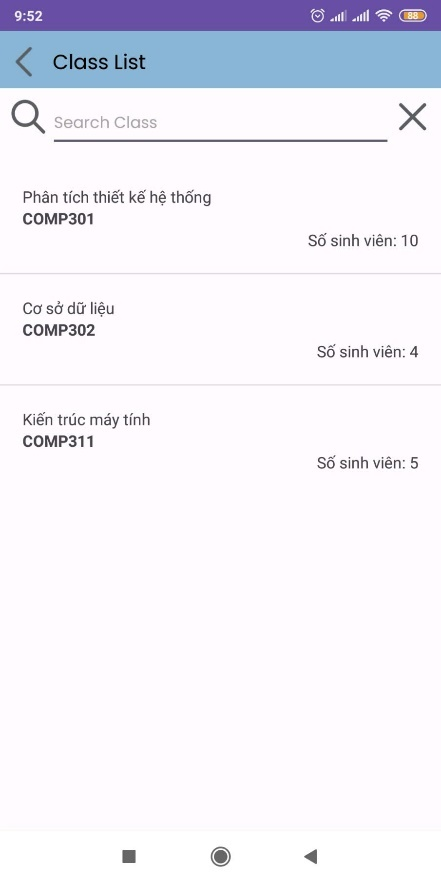 9:52
88
Class List
Search Class
Phân tích thiết kế hệ thống
COMP301
Số sinh viên: 10
Cơ sở dữ liệu
COMP302
Số sinh viên: 4
Kiến trúc máy tính
COMP311
Số sinh viên: 5